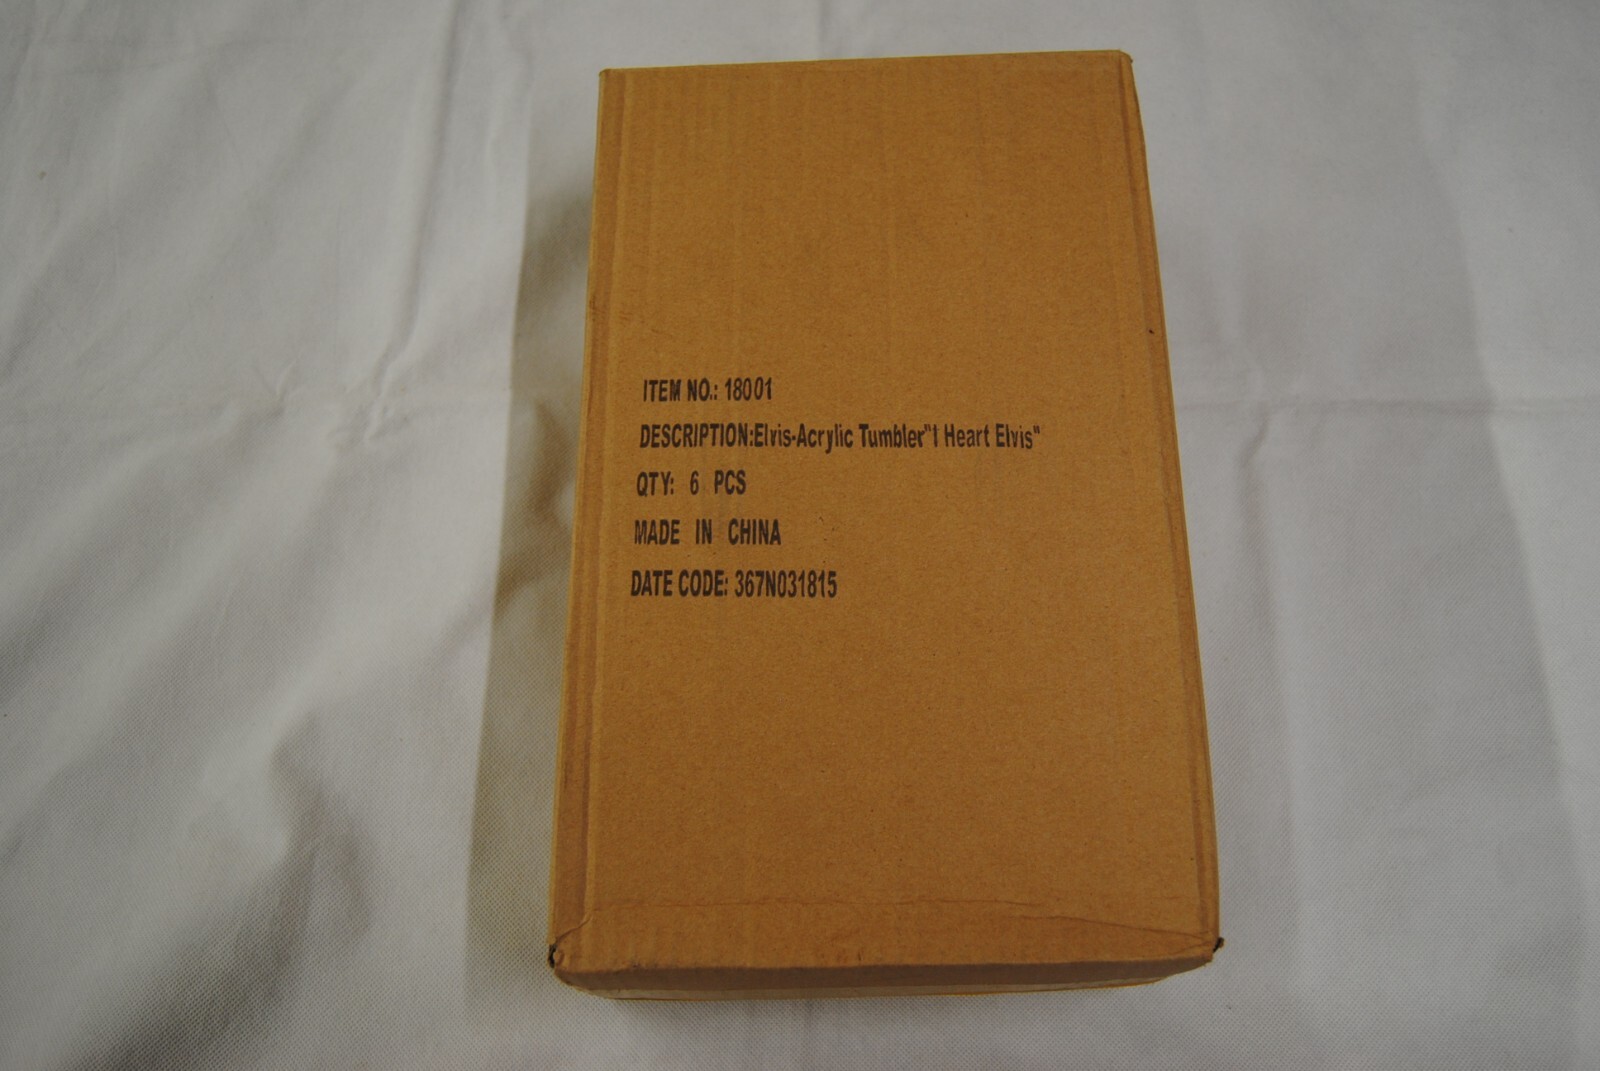 ITEM NO.: 18001
DESCRIPTION:Elvis-Acrylic Tumbler"I Heart Elvis"
QTY: 6 PCS
MADE IN CHINA
DATE CODE: 367N031815